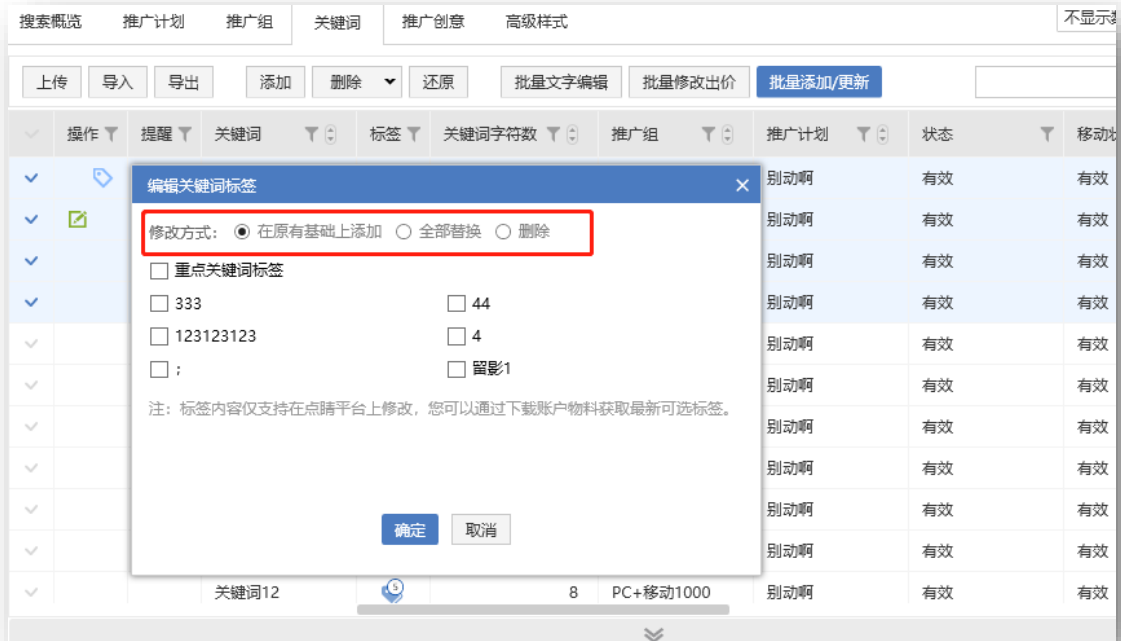 搜索概览 推广计划 推广组 关键词 推广创意 高级样式 不显示
上传 导入 导出 添加 删除 还原 批量文字编辑 批量修改出价 批量添加/更新
操作 提醒 关键词 标签 关键词字符数 推广组 推广计划 状态 移动
别动啊 有效 有效
编辑关键词标签
别动啊 有效 有效
修改方式： 在原有基础上添加 全部替换 删除
别动啊 有效 有效
重点关键词标签
333 44
别动啊 有效 有效
123123123 4
别动啊 有效 有效
; 留影1
别动啊 有效 有效
注：标签内容仅支持在点睛平台上修改，您可以通过下载账户物料获取最新可选标签。
别动啊 有效 有效
别动啊 有效 有效
别动啊 有效 有效
确定 取消
别动啊 有效 有效
关键词12 5 8 PC+移动1000 别动啊 有效 有效